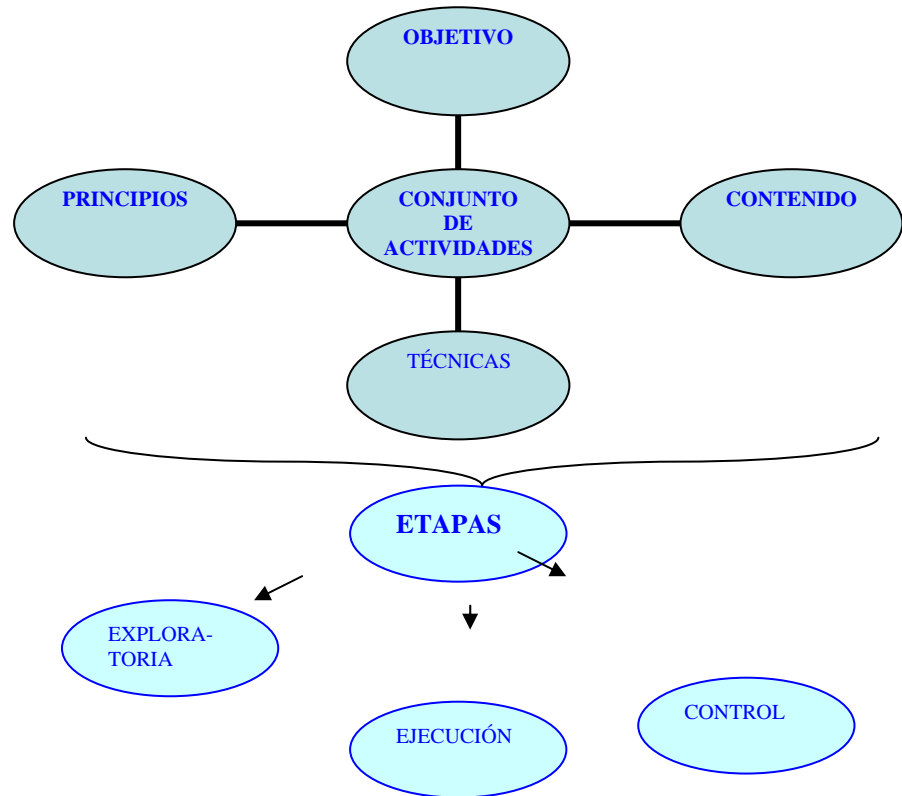 OBJETIVO
PRINCIPIOS
CONJUNTO
DE
ACTIVIDADES
CONTENIDO
TÉCNICAS
ETAPAS
EXPLORA-
TORIA
EJECUCIÓN
CONTROL